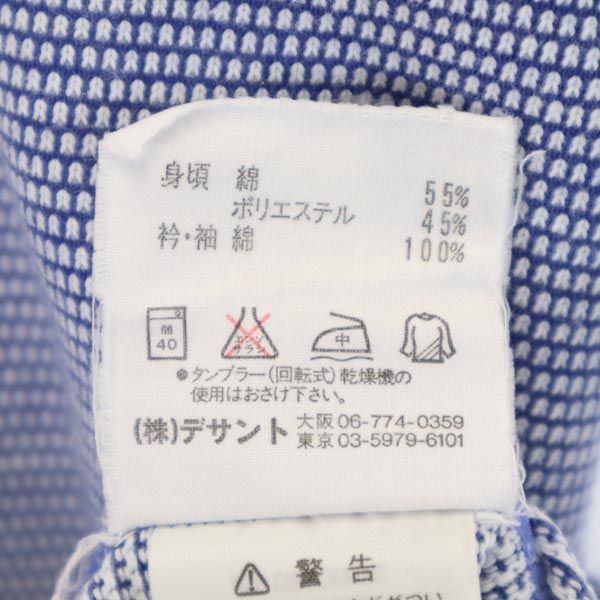 身頃 綿 55%
ポリエステル 45%
衿・袖 綿 100%
40
中
タンブラー(回転式)乾燥機の
使用はおさけ下さい。
(株)デサント 大阪06-774-0359
東京03-5979-6101
警告